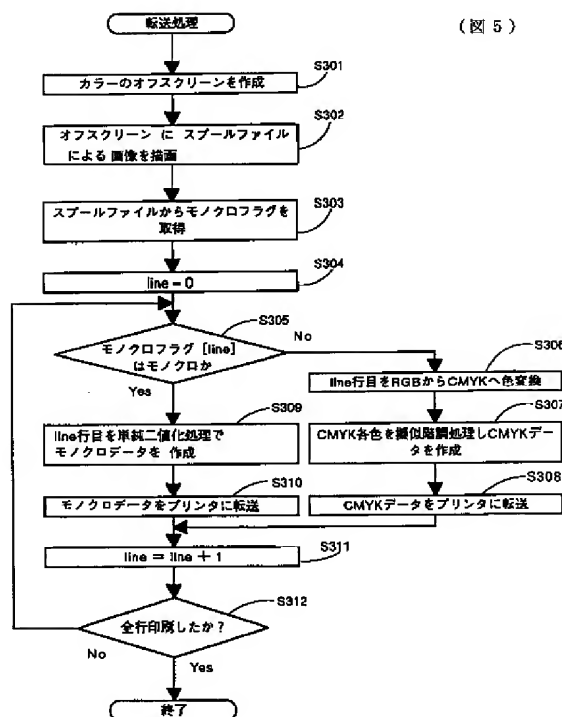 転送処理
(図 5)
S301
カラーのオフスクリーンを作成
S302
オフスクリーン に スプールファイル
による 画像を描画
S303
スプールファイルからモノクロフラグを
取得
S304
line = 0
S305
No
モノクロフラグ [line]
はモノクロか
Yes
S306
line行目をRGBからCMYKへ色変換
S309
line行目を単純二値化処理で
モノクロデータを 作成
S307
CMYK各色を擬似階調処理しCMYKデー
タを作成
S310
モノクロデータをプリンタに転送
S308
CMYKデータをプリンタに転送
S311
line = line + 1
S312
全行印刷したか?
No
Yes
終了